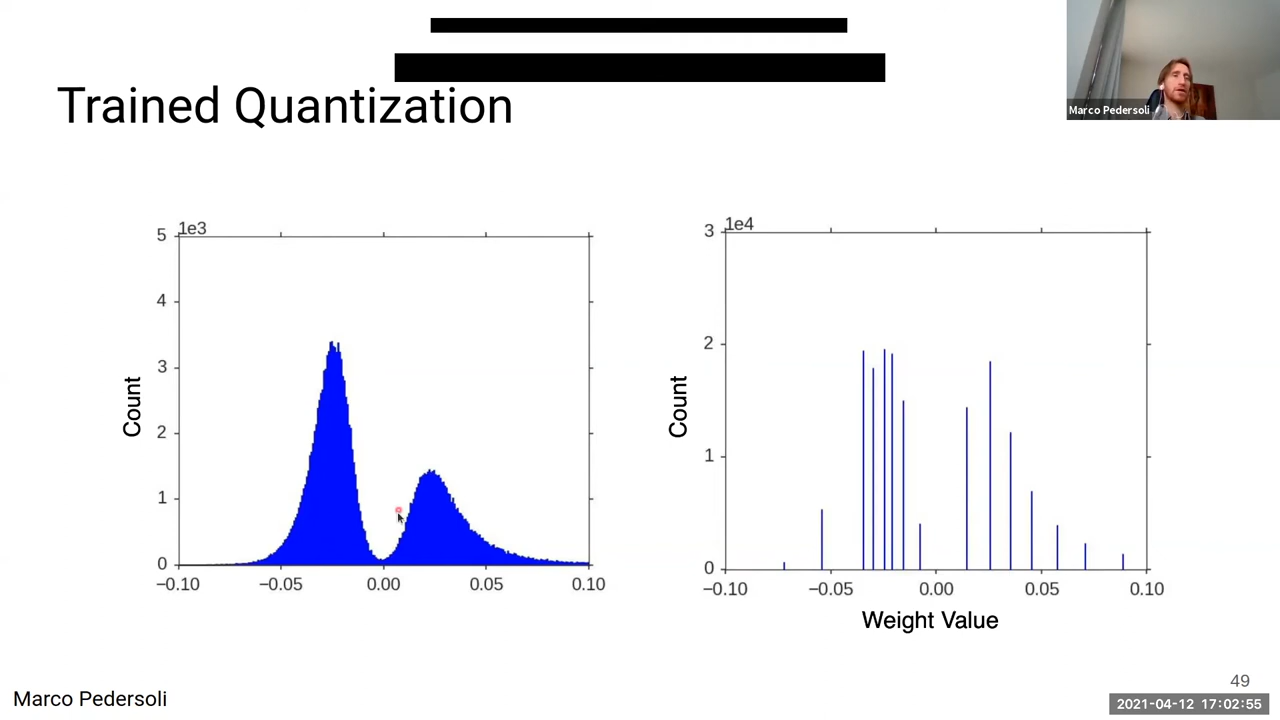 Marco Pedersoli
Trained Quantization
1e3
5
4
3
2
1
0
Count
−0.10
−0.05
0.00
0.05
0.10
1e4
3
2
1
0
Count
−0.10
−0.05
0.00
0.05
0.10
Weight Value
49
Marco Pedersoli
2021-04-12 17:02:55